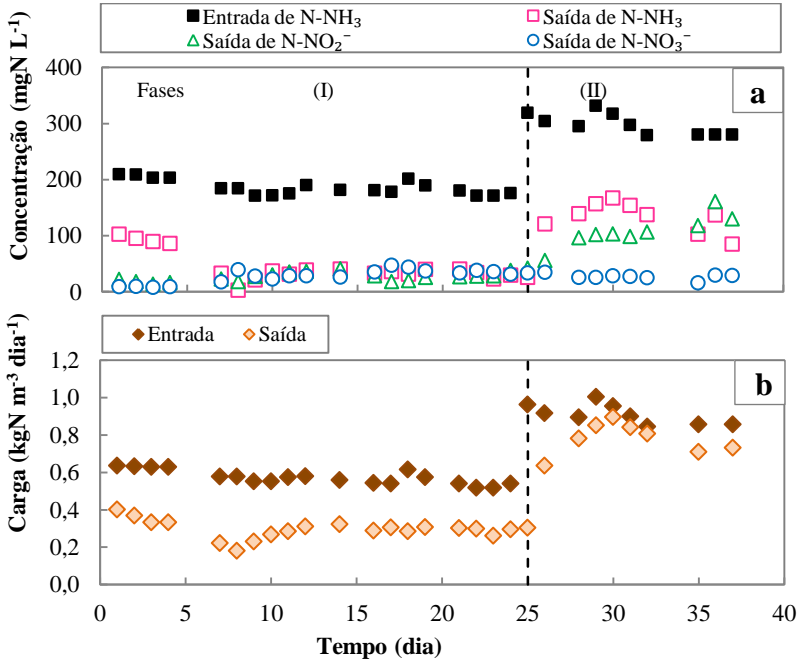 Entrada de N-NH₃
Saída de N-NH₃
Saída de N-NO₂⁻
Saída de N-NO₃⁻
Concentração (mgN L⁻¹)
400
300
200
100
0
Fases
(I)
(II)
a
Entrada
Saída
Carga (kgN m⁻³ dia⁻¹)
1,2
1,0
0,8
0,6
0,4
0,2
0,0
b
0
5
10
15
20
25
30
35
40
Tempo (dia)